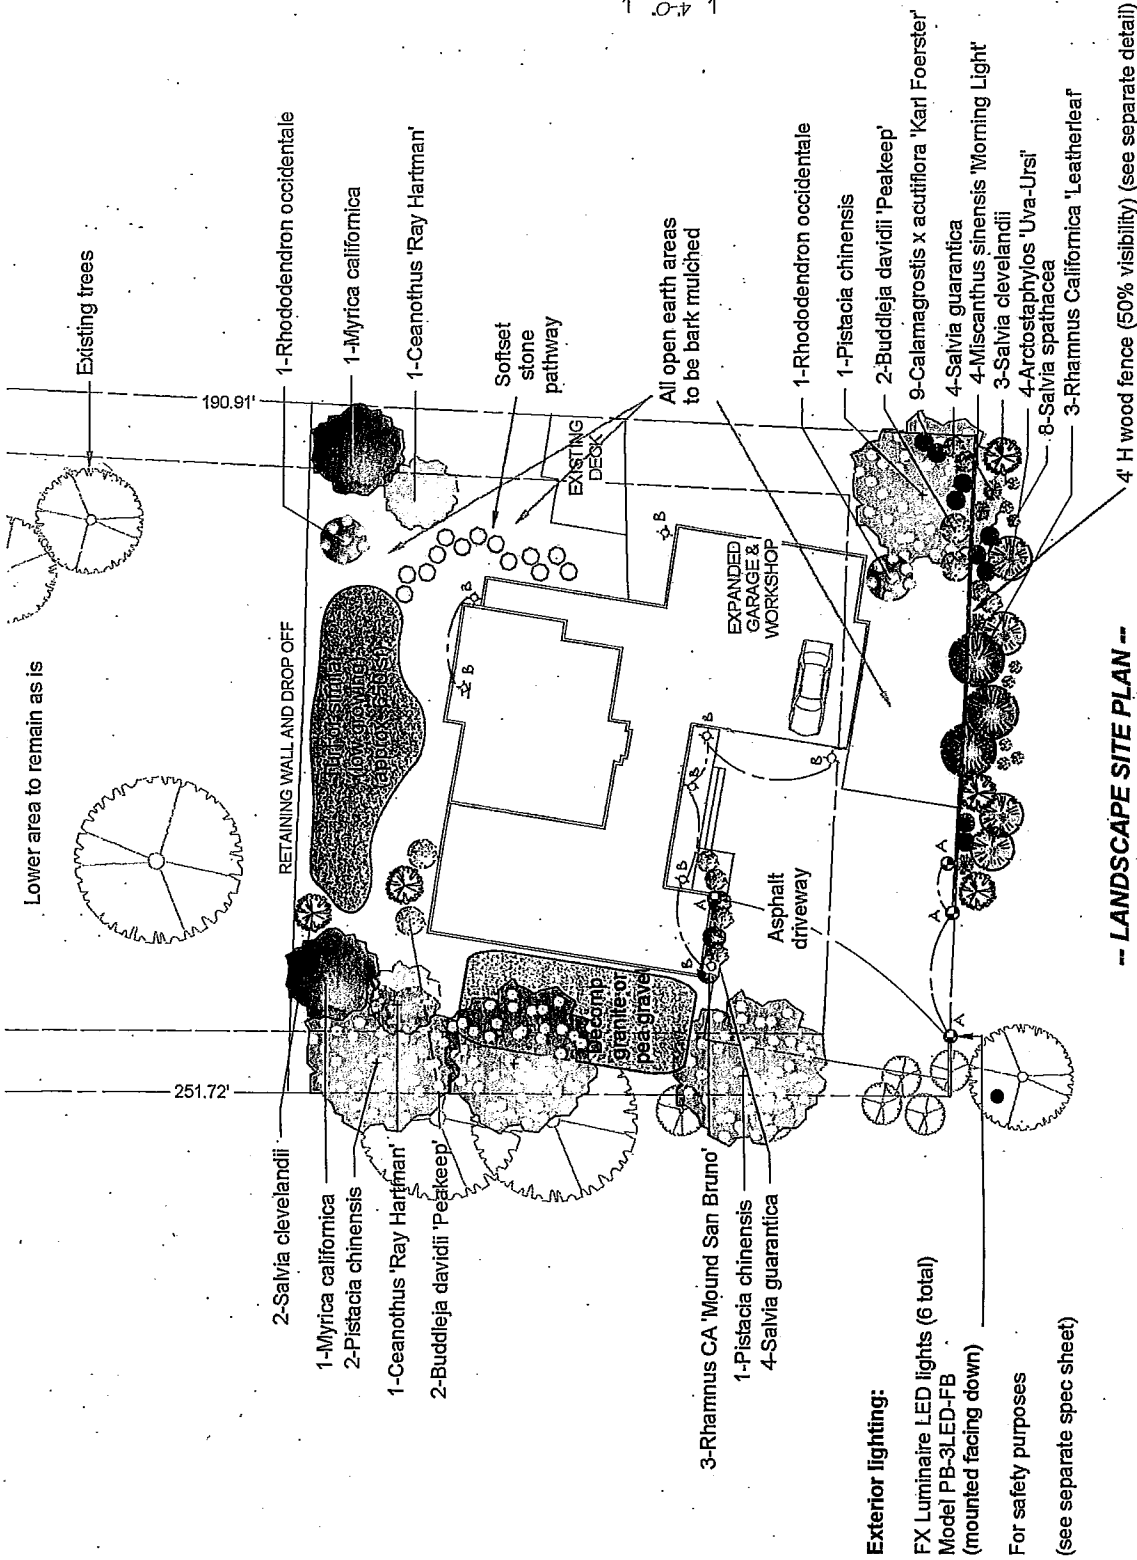 4'-0"
Lower area to remain as is
Existing trees
190.91'
251.72'
RETAINING WALL AND DROP OFF
1-Rhododendron occidentale
1-Myrica californica
1-Ceanothus 'Ray Hartman'
Softset
stone
pathway
All open earth areas
to be bark mulched
EXISTING
DECK
turf or similar
(low growing)
EXPANDED
GARAGE &
WORKSHOP
B
B
B
B
B
B
B
B
A
A
A
A
Asphalt
driveway
Decomp
granite or
pea gravel
1-Rhododendron occidentale
1-Pistacia chinensis
2-Buddleja davidii 'Peakeep'
9-Calamagrostis x acutiflora 'Karl Foerster'
4-Salvia guarantica
4-Miscanthus sinensis 'Morning Light'
3-Salvia clevelandii
4-Arctostaphylos 'Uva-Ursi'
8-Salvia spathacea
3-Rhamnus Californica 'Leatherleaf'
4' H wood fence (50% visibility) (see separate detail)
2-Salvia clevelandii
1-Myrica californica
2-Pistacia chinensis
1-Ceanothus 'Ray Hartman'
2-Buddleja davidii 'Peakeep'
3-Rhamnus CA 'Mound San Bruno'
1-Pistacia chinensis
4-Salvia guarantica
Exterior lighting:
FX Luminaire LED lights (6 total)
Model PB-3LED-FB
(mounted facing down)
For safety purposes
(see separate spec sheet)
-- LANDSCAPE SITE PLAN --